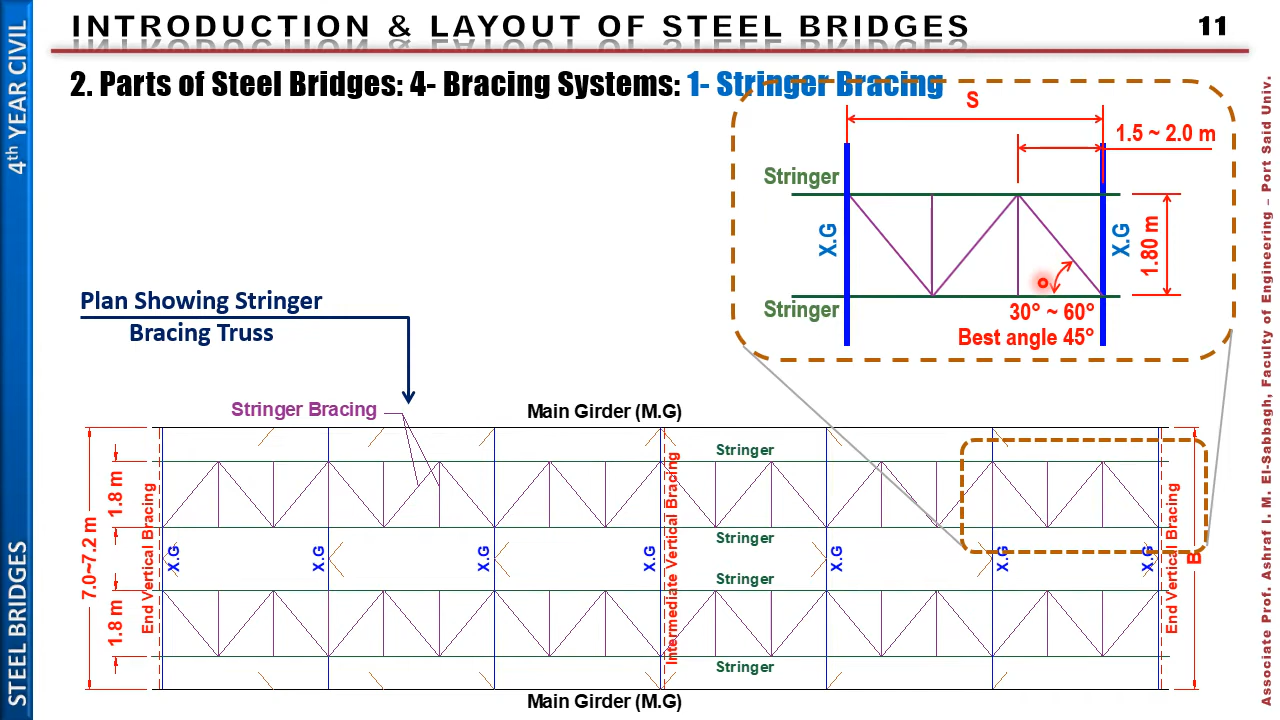 INTRODUCTION & LAYOUT OF STEEL BRIDGES
11
4th YEAR CIVIL
STEEL BRIDGES
Associate Prof. Ashraf I. M. El-Sabbagh, Faculty of Engineering – Port Said Univ.
2. Parts of Steel Bridges: 4- Bracing Systems: 1- Stringer Bracing
S
1.5 ~ 2.0 m
Stringer
X.G
X.G
1.80 m
Stringer
30° ~ 60°
Best angle 45°
Plan Showing Stringer
Bracing Truss
Stringer Bracing
Main Girder (M.G)
Stringer
1.8 m
7.0~7.2 m
End Vertical Bracing
Intermediate Vertical Bracing
End Vertical Bracing
Stringer
X.G
X.G
X.G
X.G
X.G
X.G
X.G
B
Stringer
1.8 m
Stringer
Main Girder (M.G)